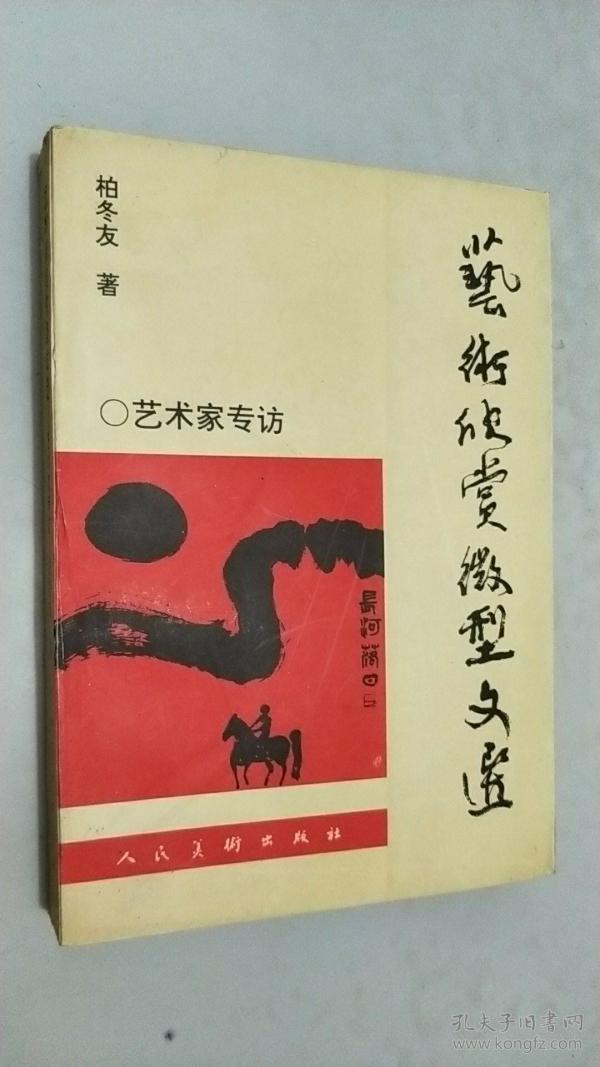 藝術欣賞微型文選
柏冬友 著
○艺术家专访
長河落日
人民美術出版社
孔夫子旧書网
www.kongfz.com